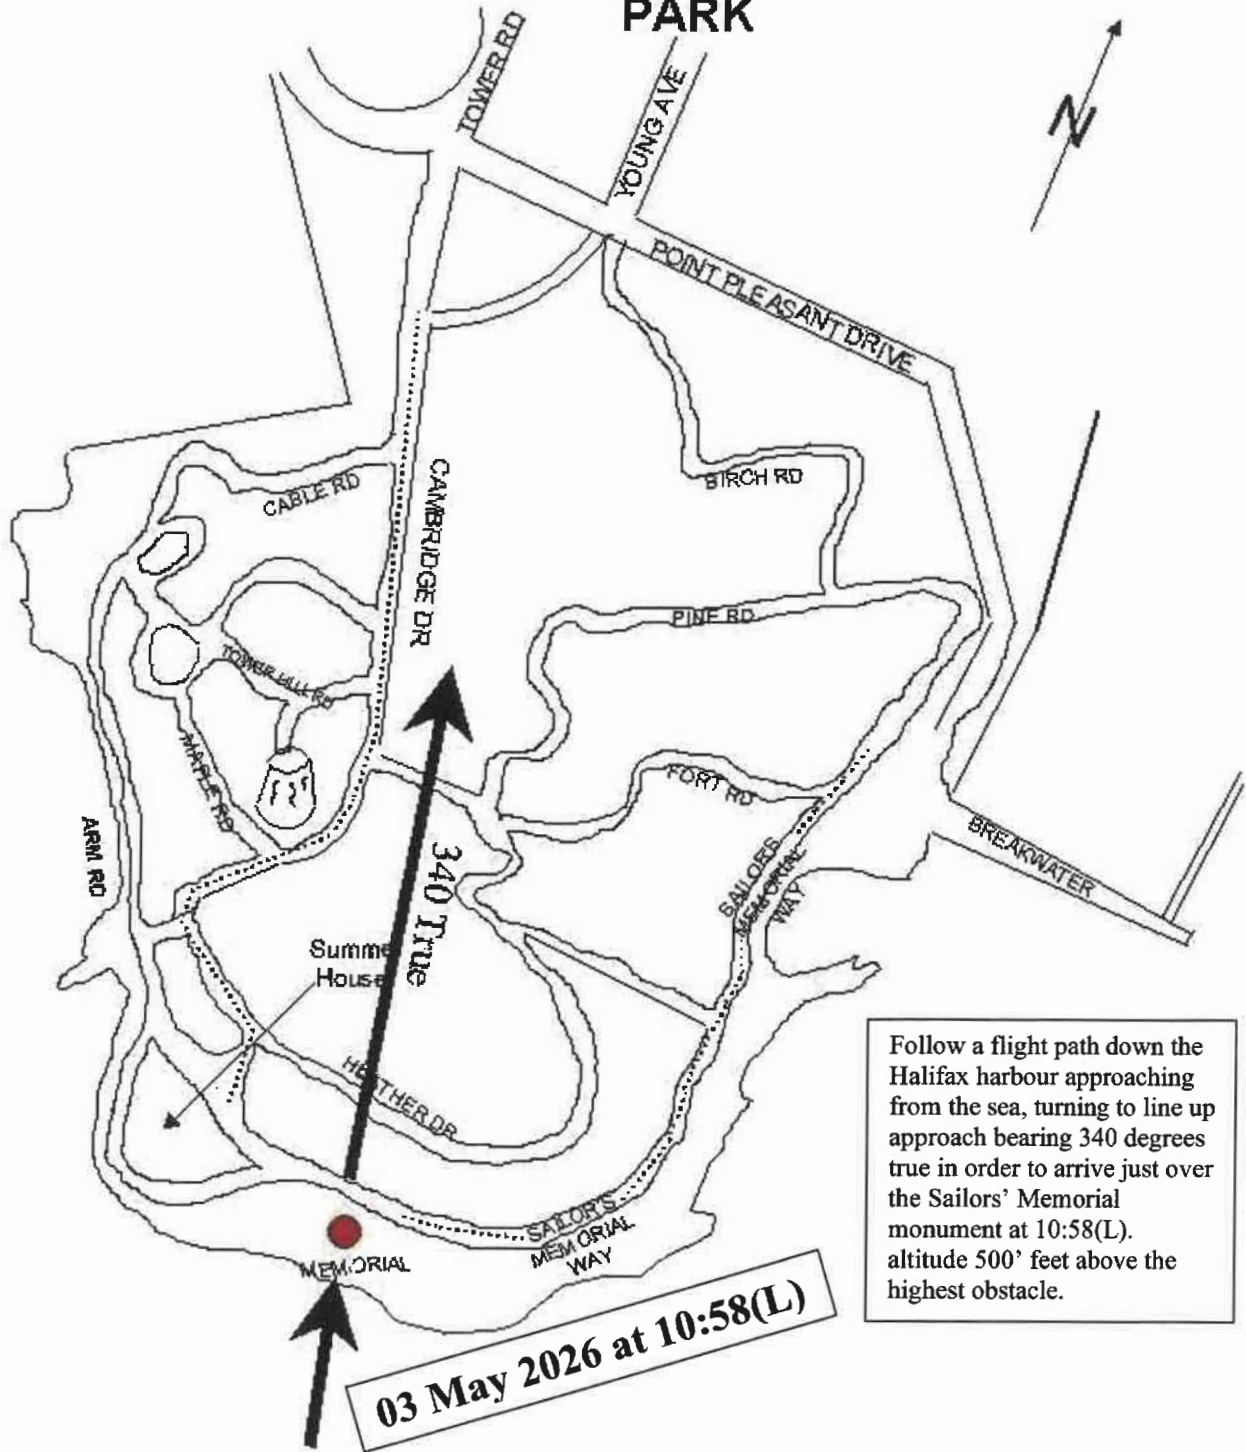 PARK
TOWER RD
YOUNG AVE
N
POINT PLEASANT DRIVE
CABLE RD
CAMBRIDGE DR
BIRCH RD
PINE RD
TOWER HILL RD
MAPLE RD
FORT RD
ARM RD
BREAKWATER
SAILORS
MEMORIAL
WAY
340 True
Summe
House
HEATHER DR
Follow a flight path down the
Halifax harbour approaching
from the sea, turning to line up
approach bearing 340 degrees
true in order to arrive just over
the Sailors' Memorial
monument at 10:58(L).
altitude 500' feet above the
highest obstacle.
SAILOR'S
MEMORIAL
WAY
MEMORIAL
03 May 2026 at 10:58(L)